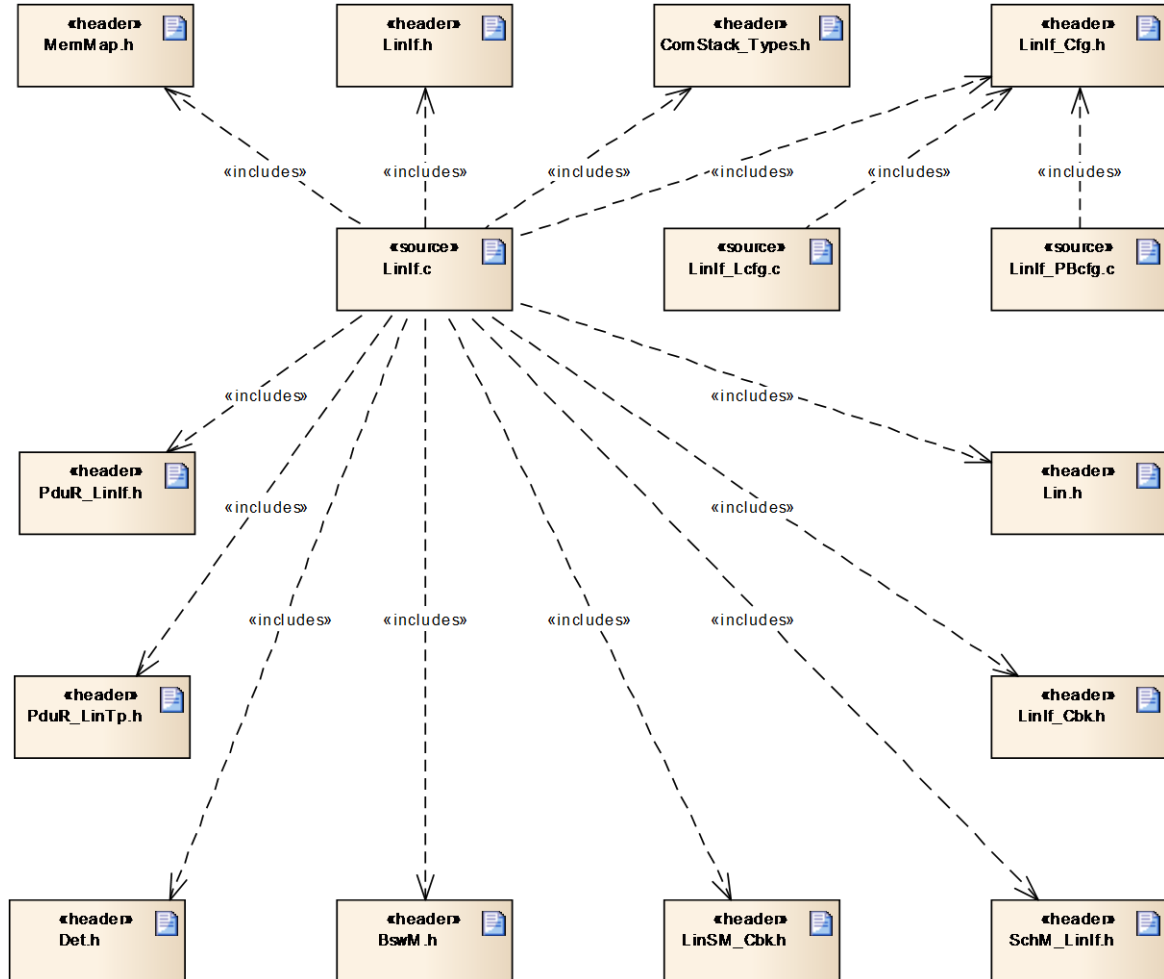 «header»
MemMap.h
«header»
LinIf.h
«header»
ComStack_Types.h
«header»
LinIf_Cfg.h
«includes»
«includes»
«includes»
«includes»
«includes»
«includes»
«source»
LinIf.c
«source»
LinIf_Lcfg.c
«source»
LinIf_PBcfg.c
«includes»
«includes»
«header»
PduR_LinIf.h
«header»
Lin.h
«includes»
«includes»
«includes»
«includes»
«includes»
«includes»
«header»
PduR_LinTp.h
«header»
LinIf_Cbk.h
«header»
Det.h
«header»
BswM.h
«header»
LinSM_Cbk.h
«header»
SchM_LinIf.h